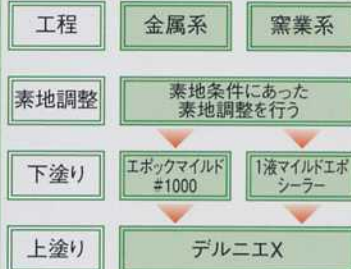 工程 金属系 窯業系
素地調整 素地条件にあった
素地調整を行う
下塗り エポックマイルド
#1000 1液マイルドエポ
シーラー
上塗り デルニエX